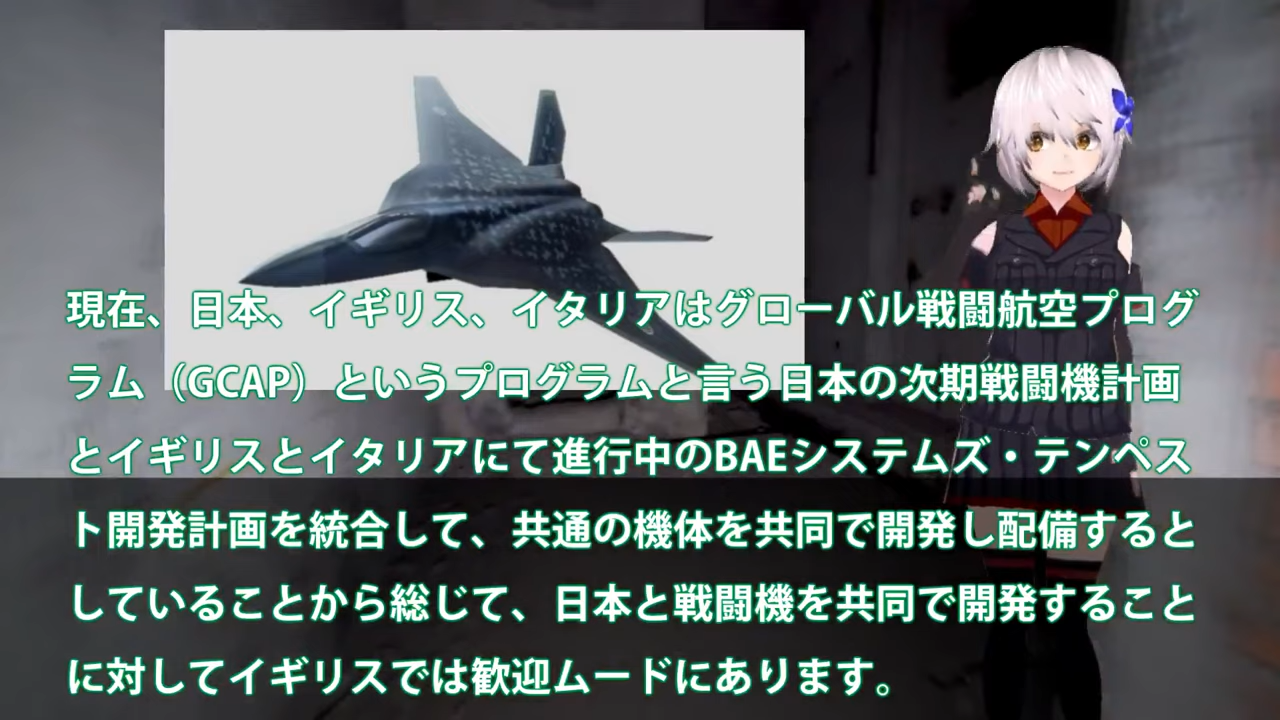 現在、日本、イギリス、イタリアはグローバル戦闘航空プログ
ラム（GCAP）というプログラムと言う日本の次期戦闘機計画
とイギリスとイタリアにて進行中のBAEシステムズ・テンペス
ト開発計画を統合して、共通の機体を共同で開発し配備すると
していることから総じて、日本と戦闘機を共同で開発すること
に対してイギリスでは歓迎ムードにあります。